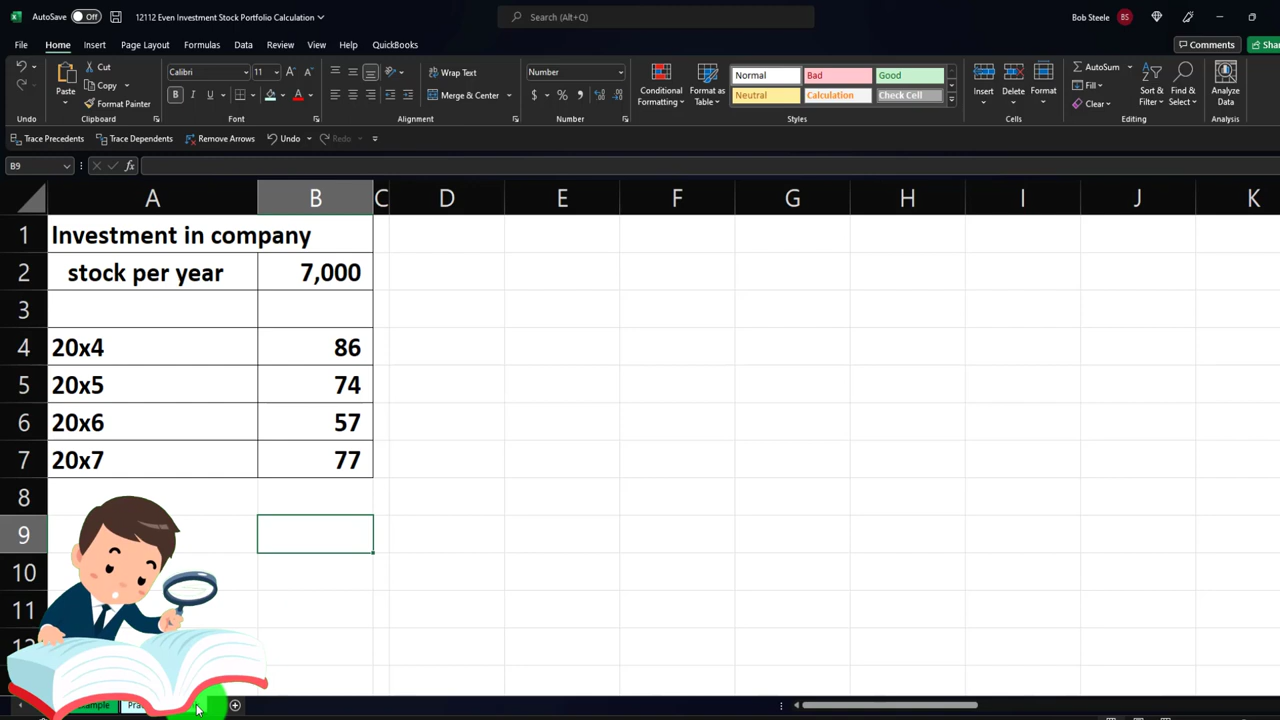 AutoSave Off 12112 Even Investment Stock Portfolio Calculation Search (Alt+Q) Bob Steele BS
File Home Insert Page Layout Formulas Data Review View Help QuickBooks Comments
Undo Paste Cut Copy Format Painter Clipboard
Calibri 11 B I U A Font
Wrap Text Merge & Center Alignment
Number $ % Number
Conditional Formatting Format as Table Normal Bad Good Neutral Calculation Check Cell Styles
Insert Delete Format Cells
AutoSum Fill Clear Sort & Filter Find & Select Editing
Analyze Data Analysis
Trace Precedents Trace Dependents Remove Arrows Undo Redo
B9 fx
A B C D E F G H I J K
1 Investment in company
2 stock per year 7,000
3
4 20x4 86
5 20x5 74
6 20x6 57
7 20x7 77
8
9
10
11